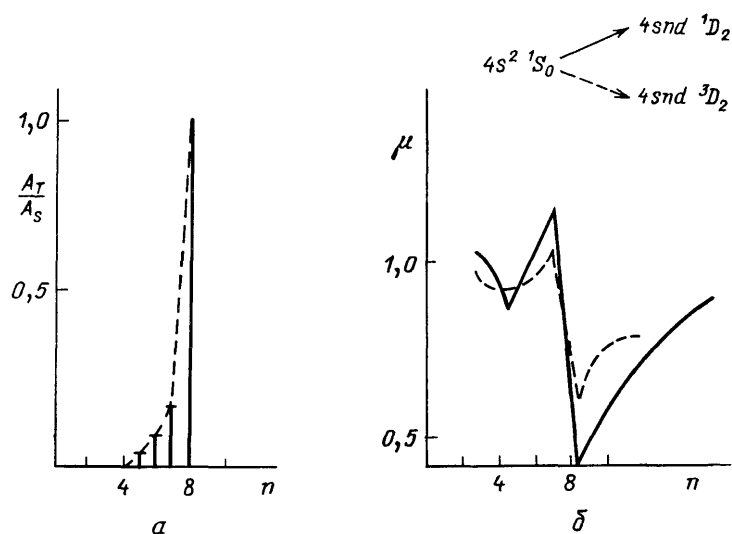 4snd ¹D₂
4s² ¹S₀
4snd ³D₂
1,0
A_T
A_S
0,5
4 8 n
а
μ
1,0
0,5
4 8 n
б